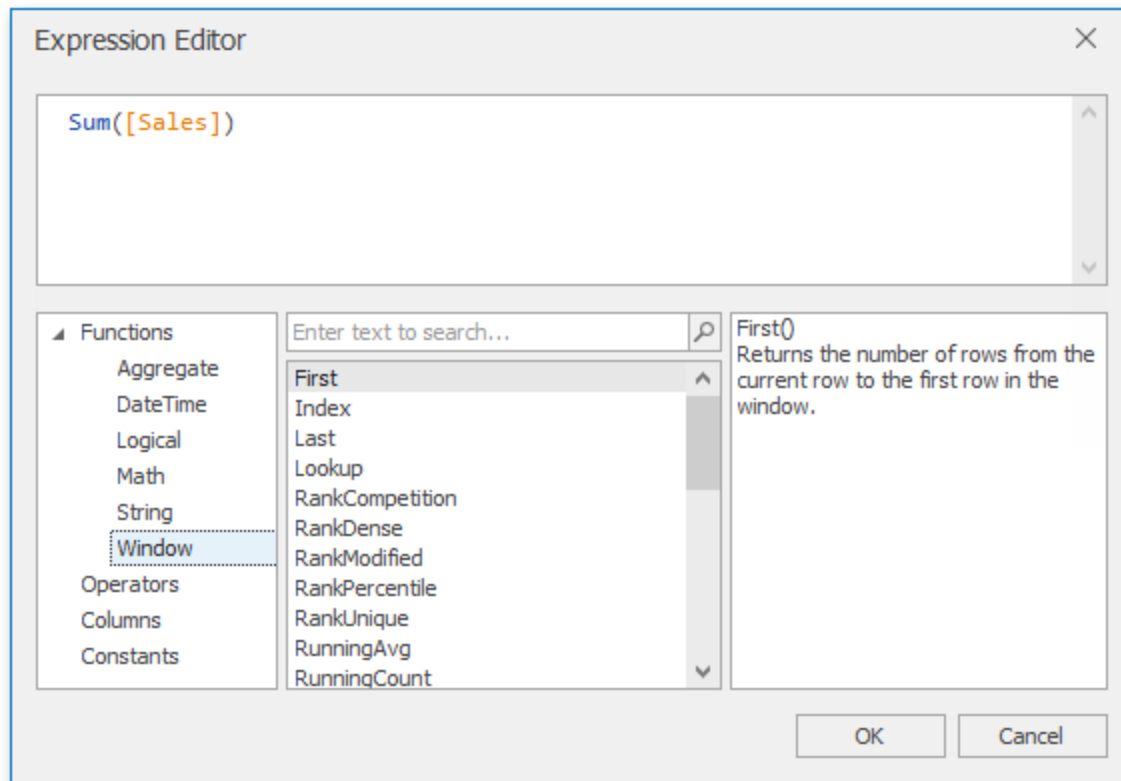 Expression Editor
Sum([Sales])
Functions
Aggregate
DateTime
Logical
Math
String
Window
Operators
Columns
Constants
Enter text to search...
First
Index
Last
Lookup
RankCompetition
RankDense
RankModified
RankPercentile
RankUnique
RunningAvg
RunningCount
First()
Returns the number of rows from the
current row to the first row in the
window.
OK
Cancel